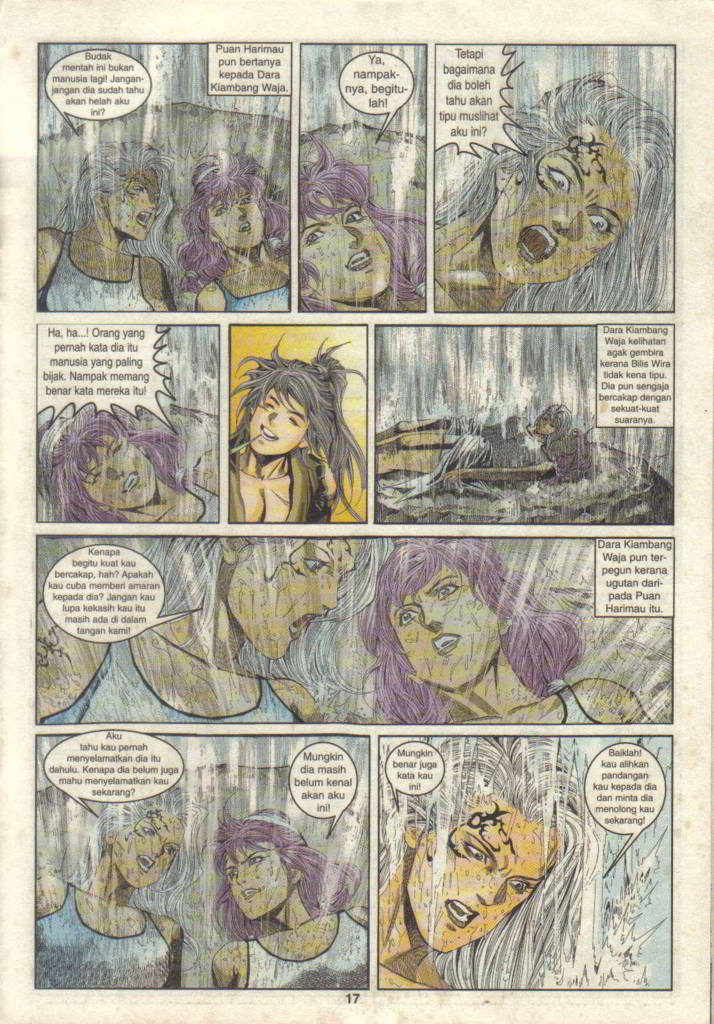 Budak
mentah ini bukan
manusia lagi! Jangan-
jangan dia sudah tahu
akan helah aku
ini?
Puan Harimau
pun bertanya
kepada Dara
Kiambang Waja.
Ya,
nampak-
nya, begitu-
lah!
Tetapi
bagaimana
dia boleh
tahu akan
tipu muslihat
aku ini?
Ha, ha...! Orang yang
pernah kata dia itu
manusia yang paling
bijak. Nampak memang
benar kata mereka itu!
Dara Kiambang
Waja kelihatan
agak gembira
kerana Bilis Wira
tidak kena tipu.
Dia pun sengaja
bercakap dengan
sekuat-kuat
suaranya.
Kenapa
begitu kuat kau
bercakap, hah? Apakah
kau cuba memberi amaran
kepada dia? Jangan kau
lupa kekasih kau itu
masih ada di dalam
tangan kami!
Dara Kiambang
Waja pun ter-
pegun kerana
ugutan dari-
pada Puan
Harimau itu.
Aku
tahu kau pernah
menyelamatkan dia itu
dahulu. Kenapa dia belum juga
mahu menyelamatkan kau
sekarang?
Mungkin
dia masih
belum kenal
akan aku
ini!
Mungkin
benar juga
kata kau
ini!
Baiklah!
kau alihkan
pandangan
kau kepada dia
dan minta dia
menolong kau
sekarang!
17